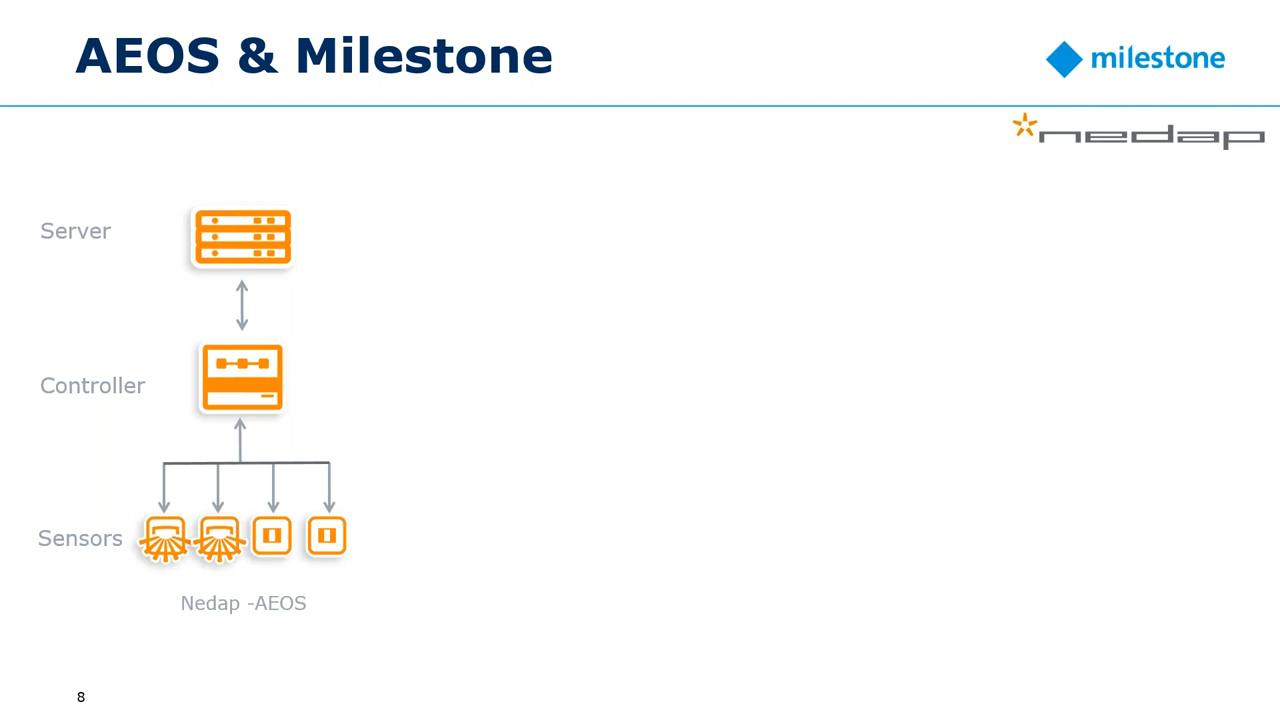 AEOS & Milestone
milestone
nedap
Server
Controller
Sensors
Nedap -AEOS
8